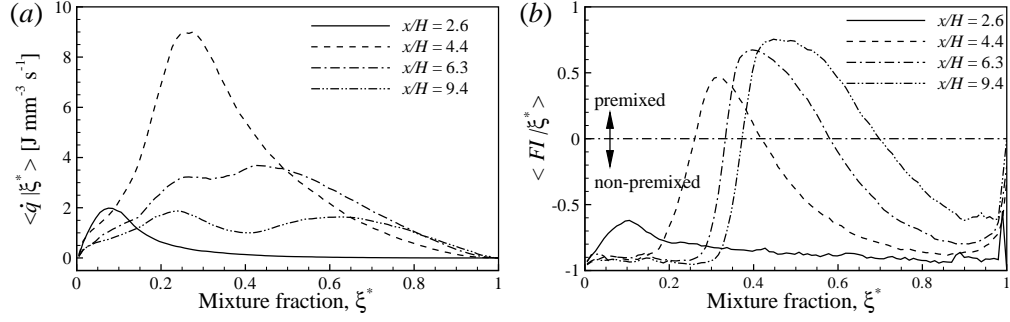 (a)
10
8
6
4
2
0
0
0.2
0.4
0.6
0.8
1
<q̇ |ξ*> [J mm⁻³ s⁻¹]
Mixture fraction, ξ*
x/H = 2.6
x/H = 4.4
x/H = 6.3
x/H = 9.4
(b)
1
0.5
0
-0.5
-1
0
0.2
0.4
0.6
0.8
1
< FI /ξ*>
Mixture fraction, ξ*
premixed
non-premixed
x/H = 2.6
x/H = 4.4
x/H = 6.3
x/H = 9.4